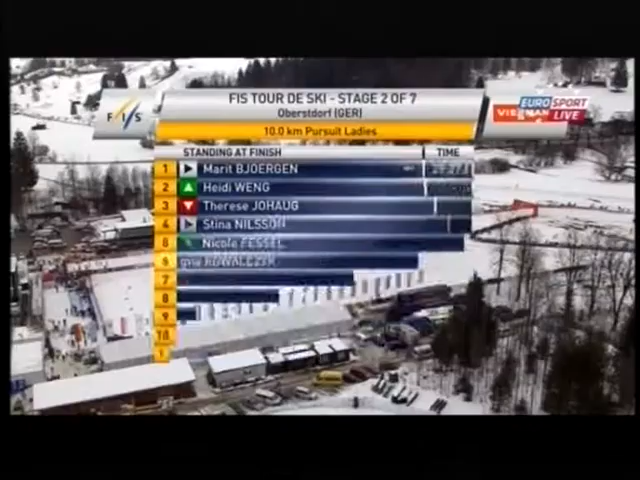 FIS TOUR DE SKI - STAGE 2 OF 7
Oberstdorf (GER)
FIS
VIESMANN
EUROSPORT
LIVE
10.0 km Pursuit Ladies
STANDING AT FINISH TIME
1 Marit BJOERGEN
2 Heidi WENG
3 Therese JOHAUG
4 Stina NILSSON
5 Nicole FESSEL
6 KOWALCZYK
7
8
9
10